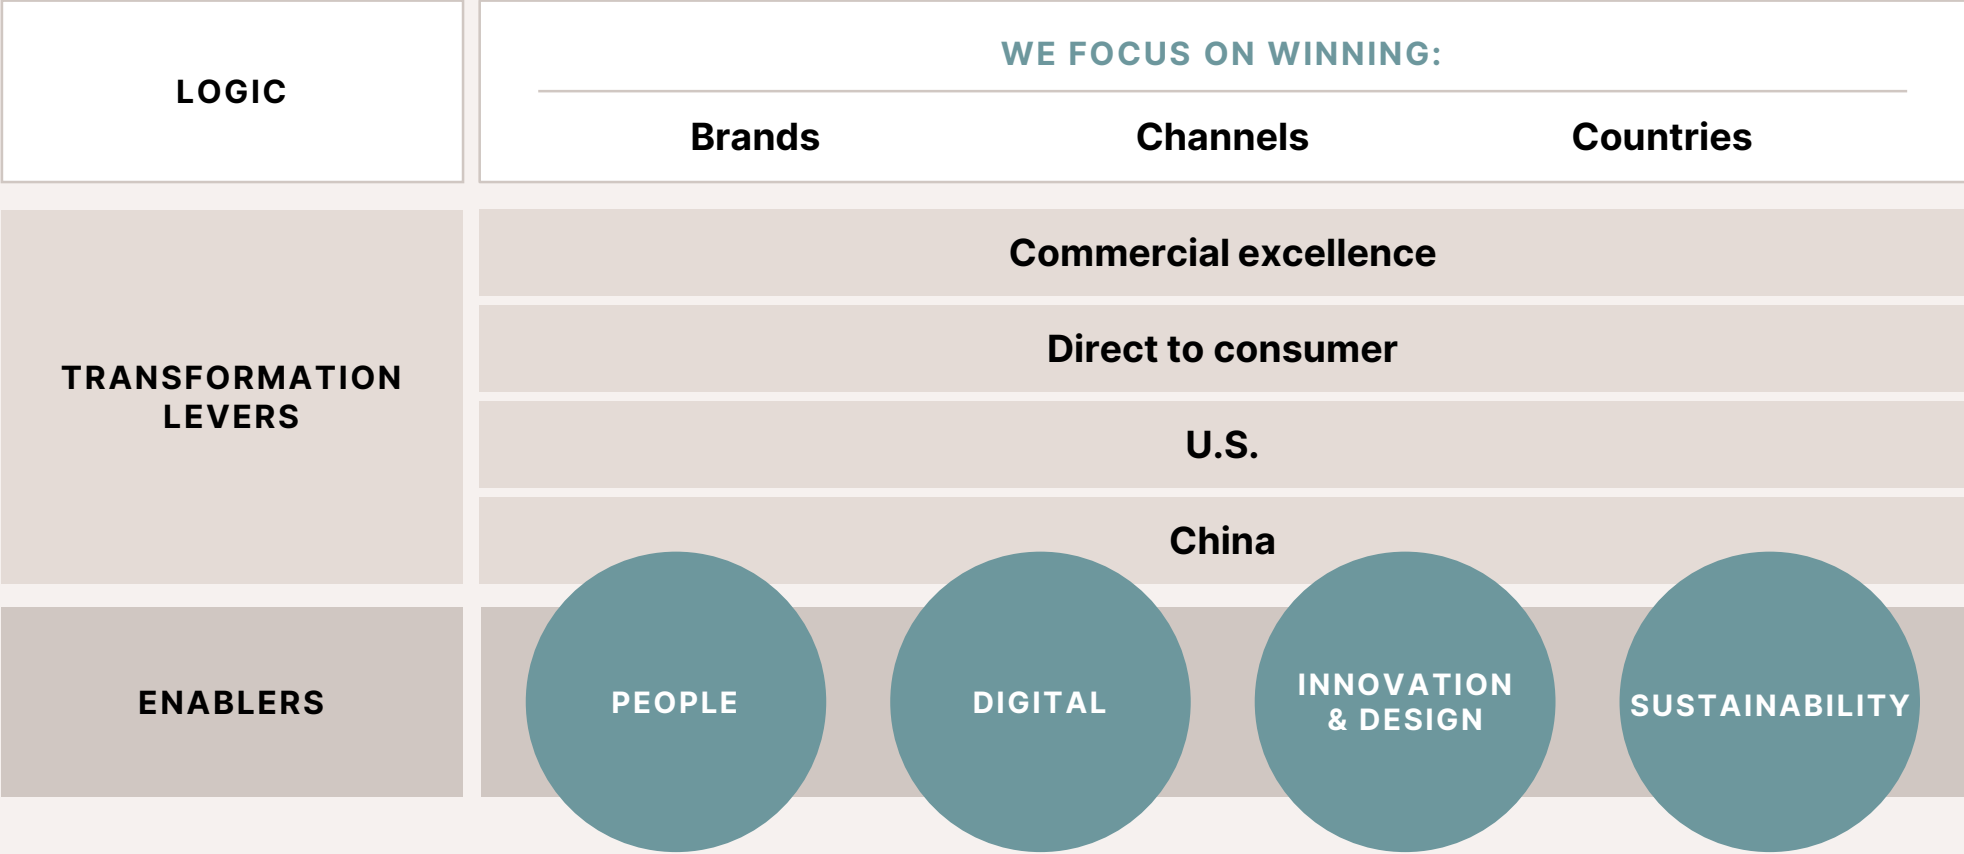 LOGIC
WE FOCUS ON WINNING:
Brands
Channels
Countries
TRANSFORMATION
LEVERS
Commercial excellence
Direct to consumer
U.S.
China
ENABLERS
PEOPLE
DIGITAL
INNOVATION
& DESIGN
SUSTAINABILITY